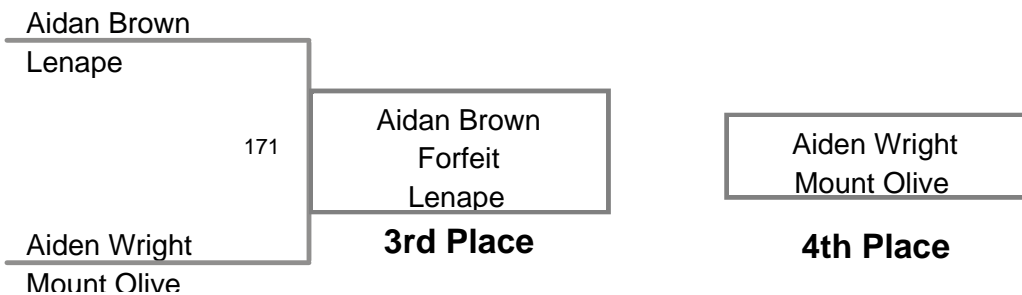 Aidan Brown
Lenape
171
Aidan Brown
Forfeit
Lenape
3rd Place
Aiden Wright
Mount Olive
Aiden Wright
Mount Olive
4th Place